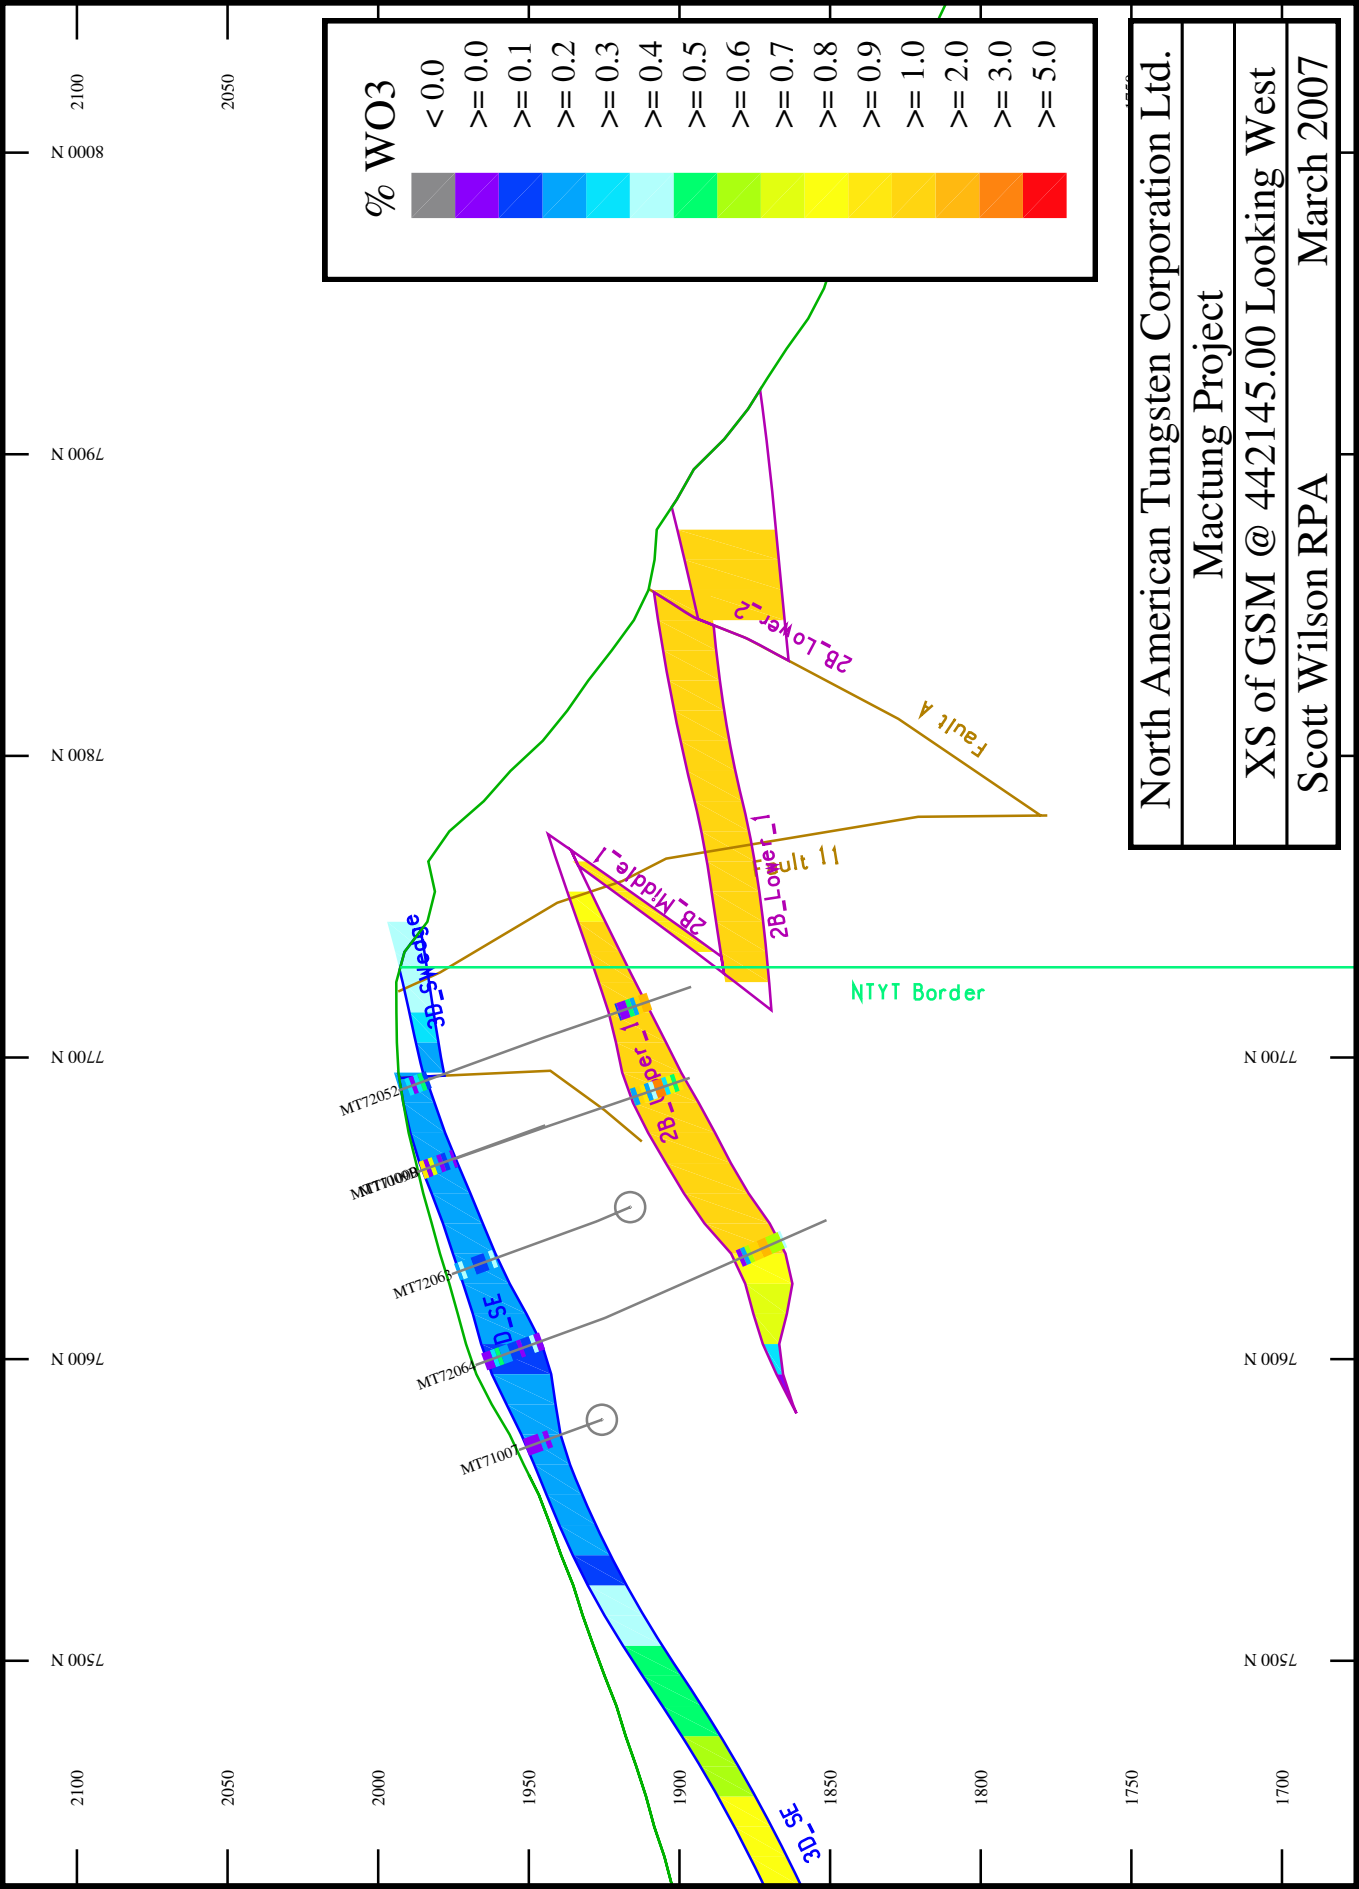 % WO3
< 0.0
>= 0.0
>= 0.1
>= 0.2
>= 0.3
>= 0.4
>= 0.5
>= 0.6
>= 0.7
>= 0.8
>= 0.9
>= 1.0
>= 2.0
>= 3.0
>= 5.0
North American Tungsten Corporation Ltd.
Mactung Project
XS of GSM @ 442145.00 Looking West
Scott Wilson RPA March 2007
2100
2050
8000 N
7900 N
7800 N
7700 N
7600 N
7500 N
7700 N
7600 N
7500 N
2100
2050
2000
1950
1900
1850
1800
1750
1700
2B_Lower_2
Fault A
2B_Lower_1
Fault 11
2B_Middle_1
3D_SWedge
NTYT Border
2B_Upper_1
MT72052
MT72063
MT72064
MT71007
3D_SE